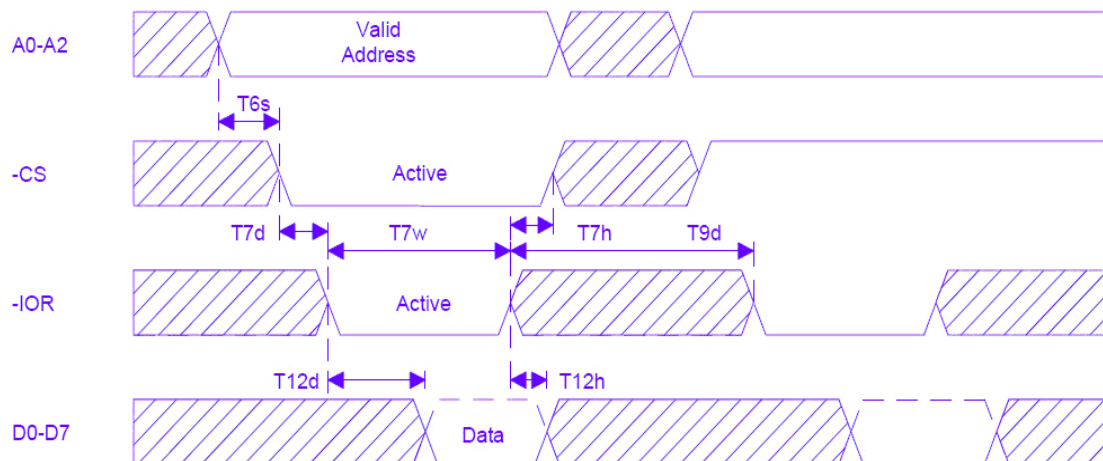 A0-A2
Valid
Address
T6s
-CS
Active
T7d
T7w
T7h
T9d
-IOR
Active
T12d
T12h
D0-D7
Data